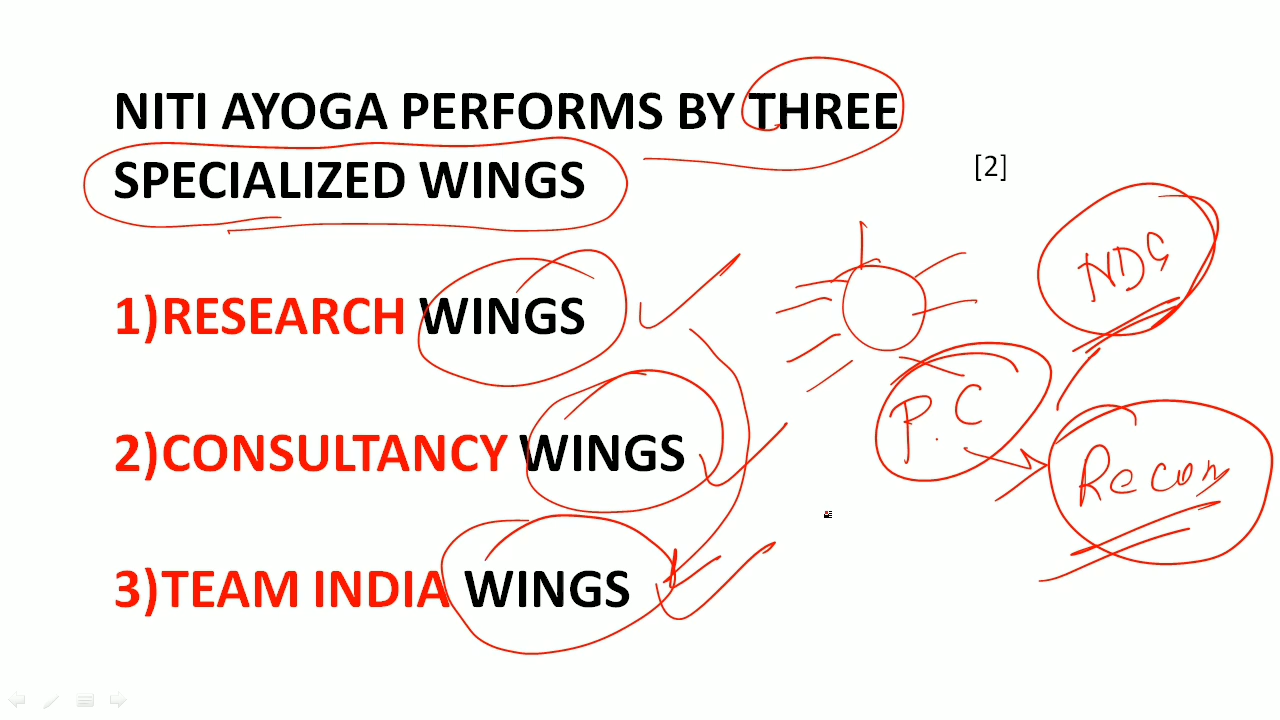 NITI AYOGA PERFORMS BY THREE
SPECIALIZED WINGS
[2]
1)RESEARCH WINGS
2)CONSULTANCY WINGS
3)TEAM INDIA WINGS
NDC
P.C
Recom